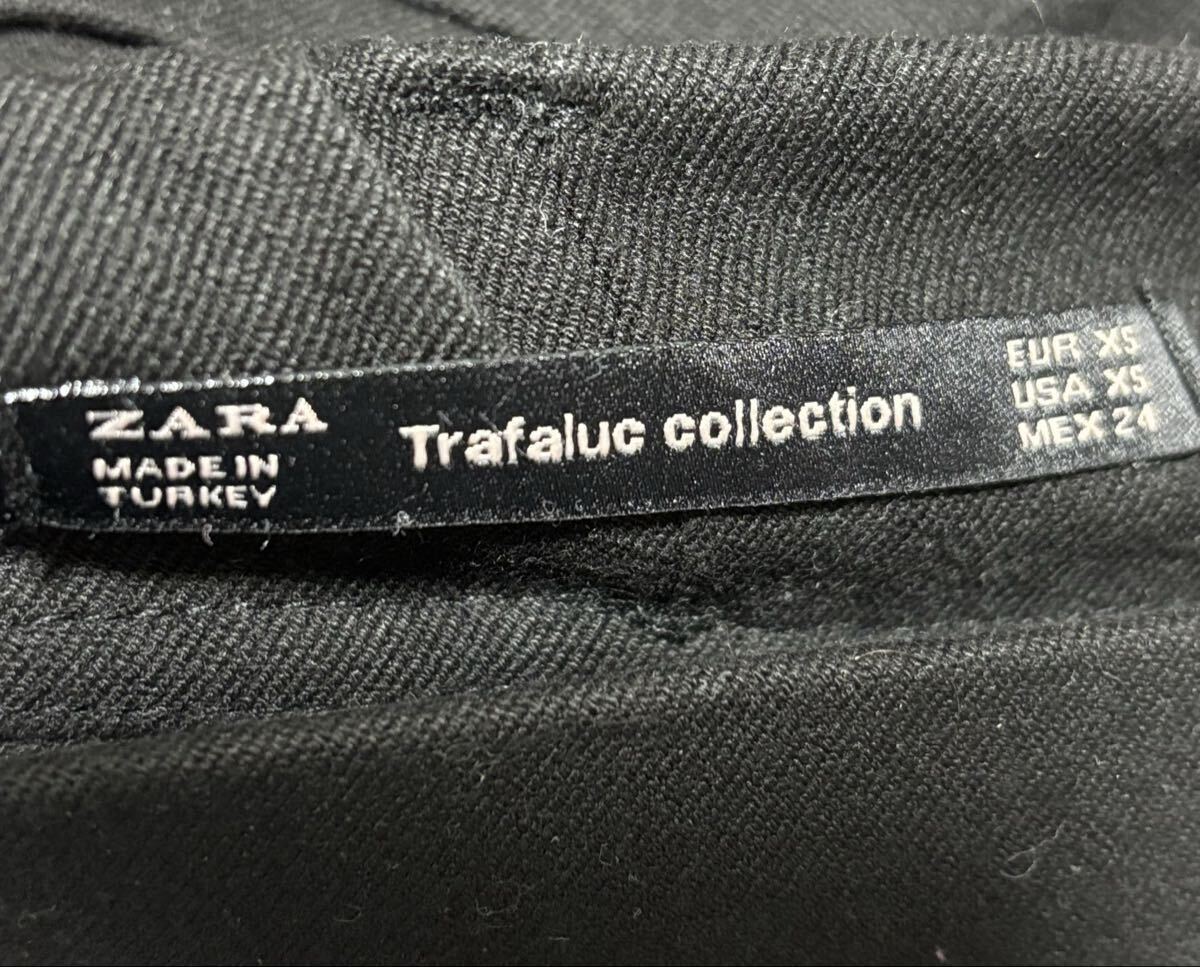 ZARA
MADE IN
TURKEY
Trafaluc collection
EUR XS
USA XS
MEX 24